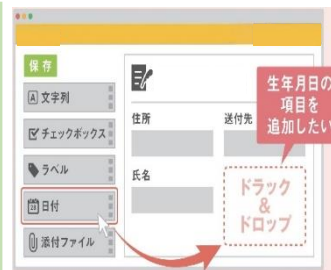 保存
文字列
チェックボックス
ラベル
日付
添付ファイル
住所
送付先
氏名
生年月日の
項目を
追加したい
ドラック
&
ドロップ